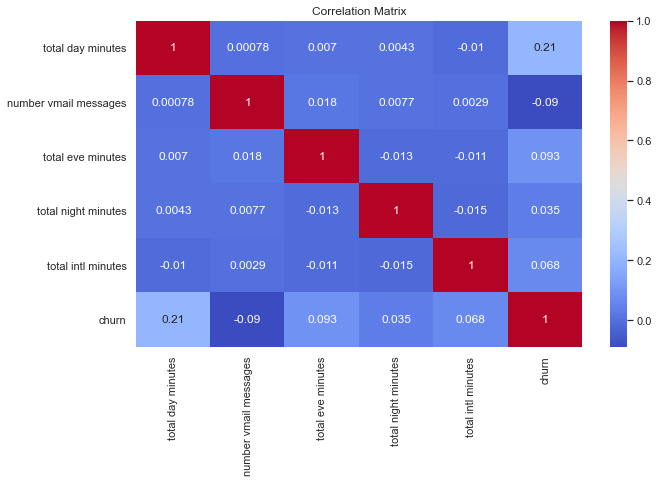 Correlation Matrix
total day minutes 1 0.00078 0.007 0.0043 -0.01 0.21
number vmail messages 0.00078 1 0.018 0.0077 0.0029 -0.09
total eve minutes 0.007 0.018 1 -0.013 -0.011 0.093
total night minutes 0.0043 0.0077 -0.013 1 -0.015 0.035
total intl minutes -0.01 0.0029 -0.011 -0.015 1 0.068
churn 0.21 -0.09 0.093 0.035 0.068 1
total day minutes
number vmail messages
total eve minutes
total night minutes
total intl minutes
churn
1.0
0.8
0.6
0.4
0.2
0.0